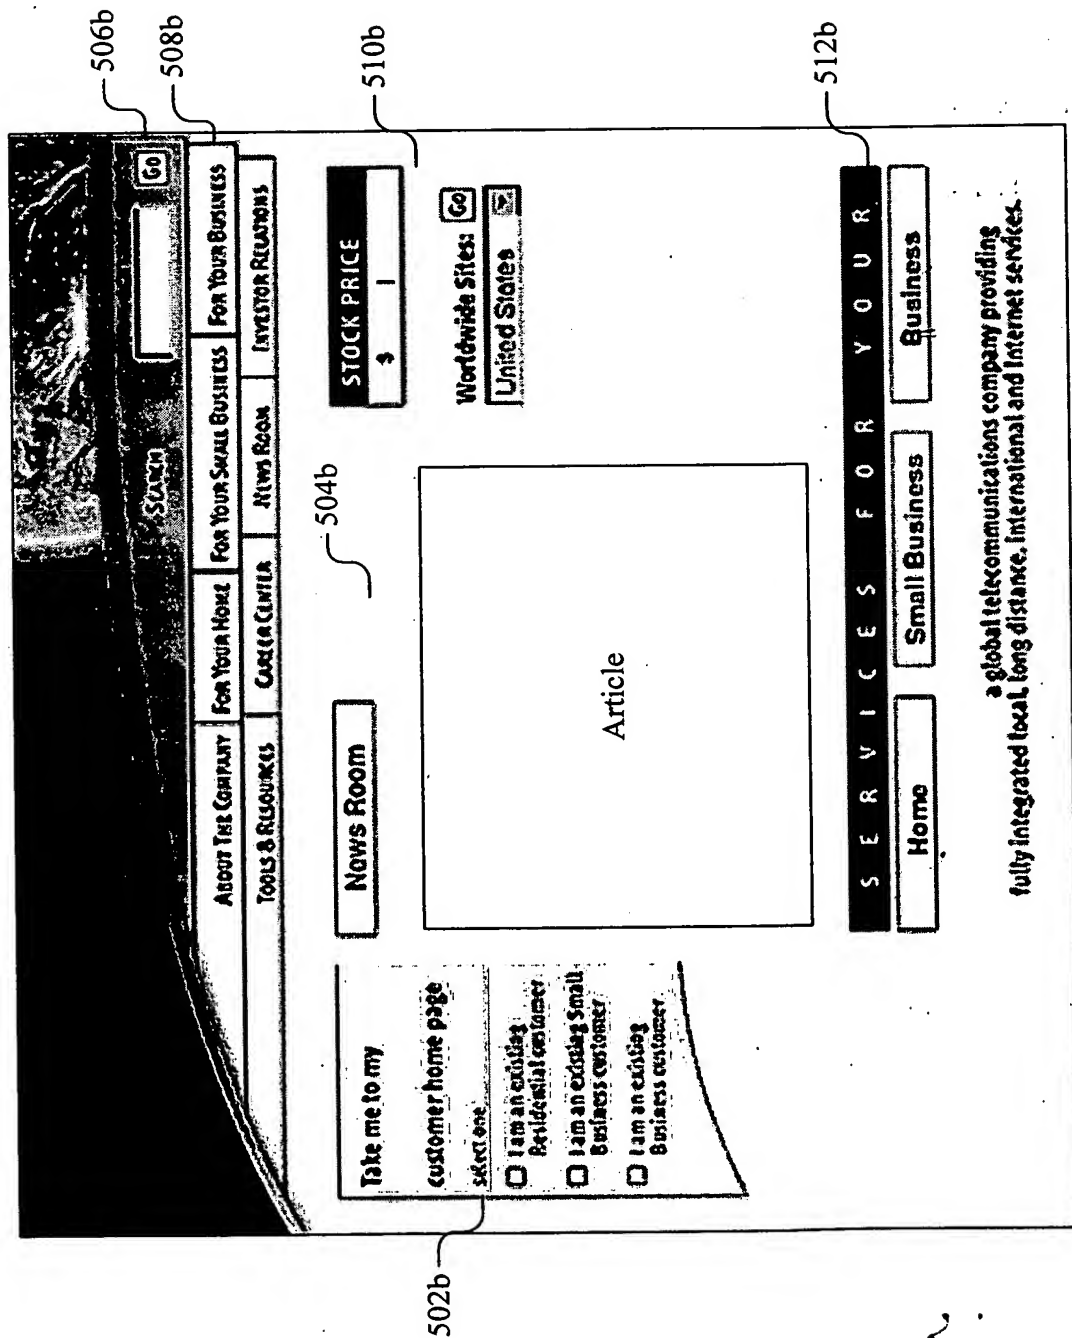 506b
508b
SEARCH
Go
ABOUT THE COMPANY
FOR YOUR HOME
FOR YOUR SMALL BUSINESS
FOR YOUR BUSINESS
TOOLS & RESOURCES
CAREER CENTER
NEWS ROOM
INVESTOR RELATIONS
502b
Take me to my
customer home page
select one
I am an existing
Residential customer
I am an existing Small
Business customer
I am an existing
Business customer
News Room
504b
Article
510b
STOCK PRICE
$ |
Worldwide Sites: Go
United States
512b
SERVICES FOR YOUR
Home
Small Business
Business
a global telecommunications company providing
fully integrated local, long distance, International and Internet services.